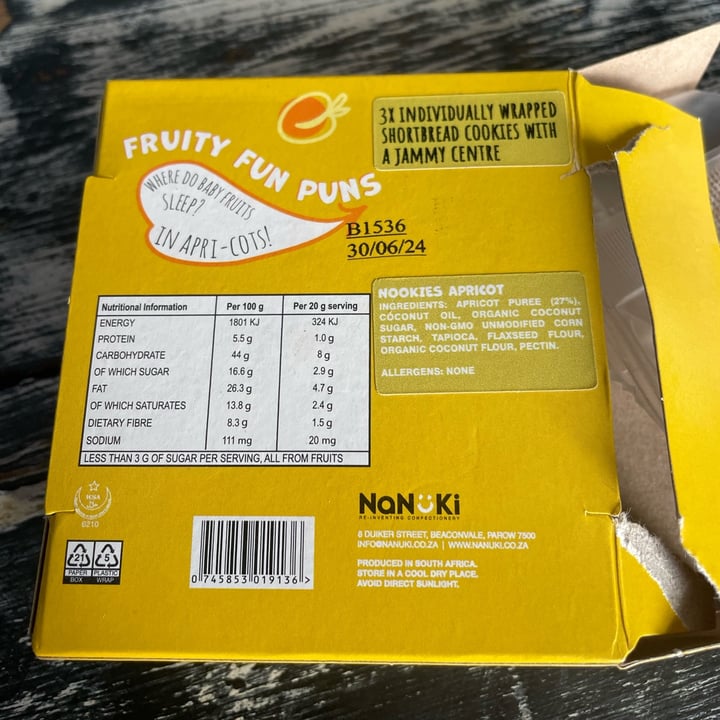 3X INDIVIDUALLY WRAPPED
SHORTBREAD COOKIES WITH
A JAMMY CENTRE
FRUITY FUN PUNS
WHERE DO BABY FRUITS
SLEEP?
IN APRI-COTS!
B1536
30/06/24
NOOKIES APRICOT
INGREDIENTS: APRICOT PUREE (27%),
COCONUT OIL, ORGANIC COCONUT
SUGAR, NON-GMO UNMODIFIED CORN
STARCH, TAPIOCA, FLAXSEED FLOUR,
ORGANIC COCONUT FLOUR, PECTIN.
ALLERGENS: NONE
Nutritional Information Per 100 g Per 20 g serving
ENERGY 1801 KJ 324 KJ
PROTEIN 5.5 g 1.0 g
CARBOHYDRATE 44 g 8 g
OF WHICH SUGAR 16.6 g 2.9 g
FAT 26.3 g 4.7 g
OF WHICH SATURATES 13.8 g 2.4 g
DIETARY FIBRE 8.3 g 1.5 g
SODIUM 111 mg 20 mg
LESS THAN 3 G OF SUGAR PER SERVING, ALL FROM FRUITS
6210
21 5
PAPER PLASTIC
BOX WRAP
0 745853 019136 >
NaNÜKi
RE-INVENTING CONFECTIONERY
8 DUIKER STREET, BEACONVALE, PAROW 7500
INFO@NANUKI.CO.ZA | WWW.NANUKI.CO.ZA
PRODUCED IN SOUTH AFRICA.
STORE IN A COOL DRY PLACE.
AVOID DIRECT SUNLIGHT.